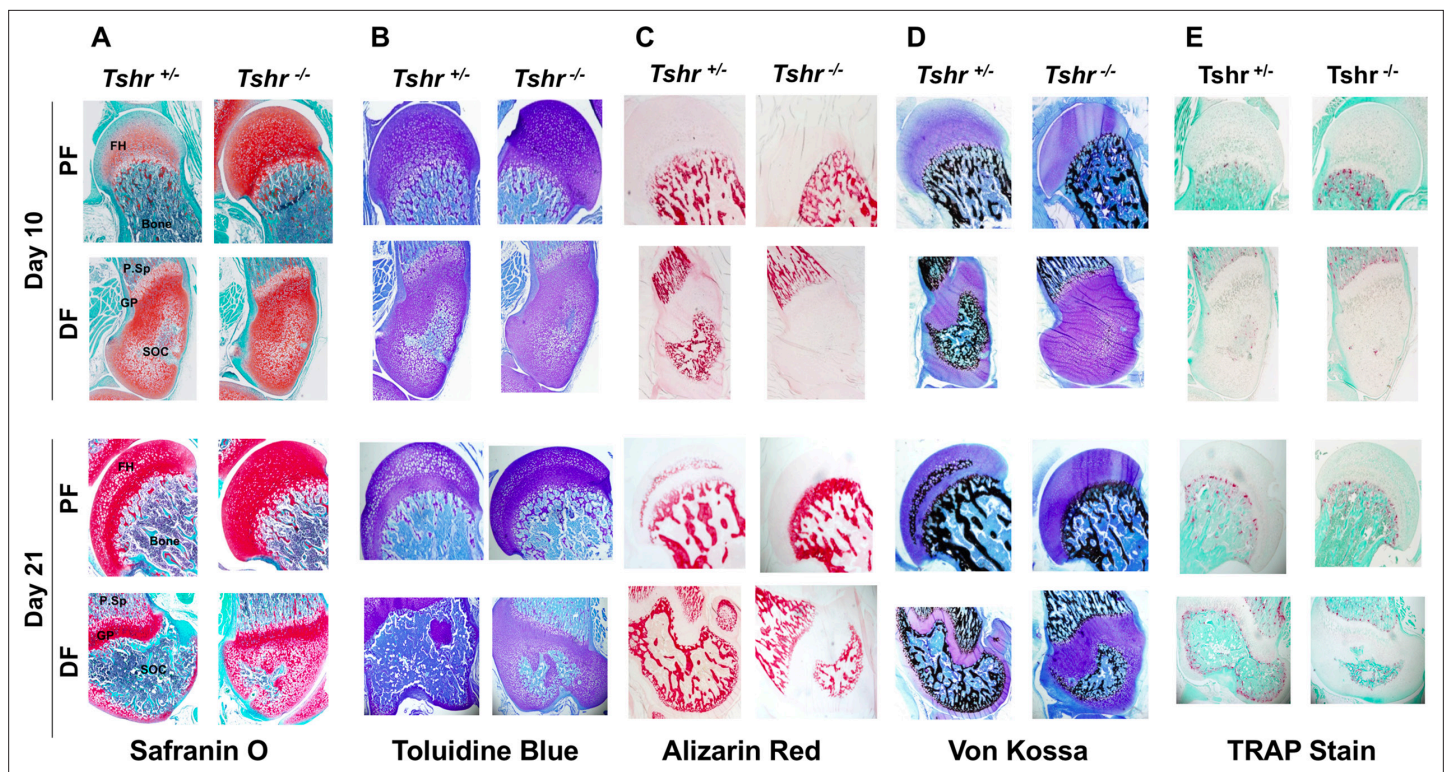 A B C D E
Tshr +/- Tshr -/- Tshr +/- Tshr -/- Tshr +/- Tshr -/- Tshr +/- Tshr -/- Tshr +/- Tshr -/-
Day 10
PF
FH
Bone
DF
P.Sp
GP
SOC
Day 21
PF
FH
Bone
DF
P.Sp
GP
SOC
Safranin O Toluidine Blue Alizarin Red Von Kossa TRAP Stain